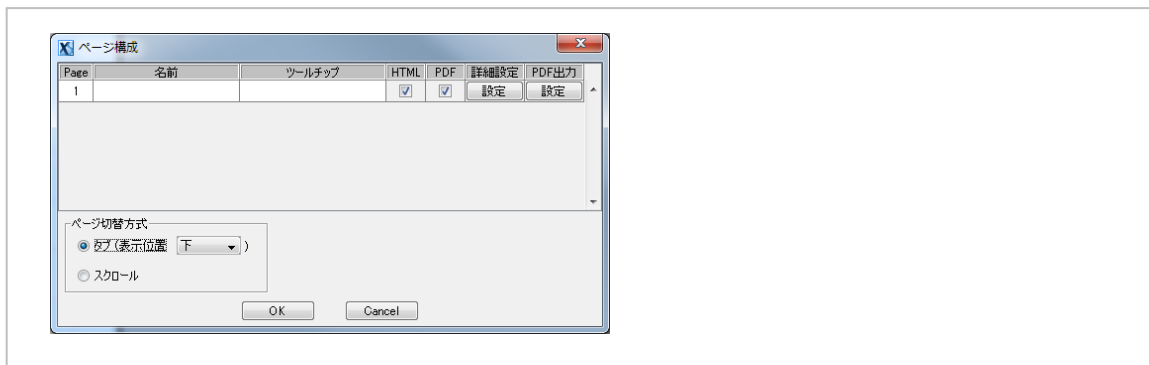 ページ構成
Page 名前 ツールチップ HTML PDF 詳細設定 PDF出力
1 設定 設定
ページ切替方式
タブ (表示位置 下 )
スクロール
OK Cancel